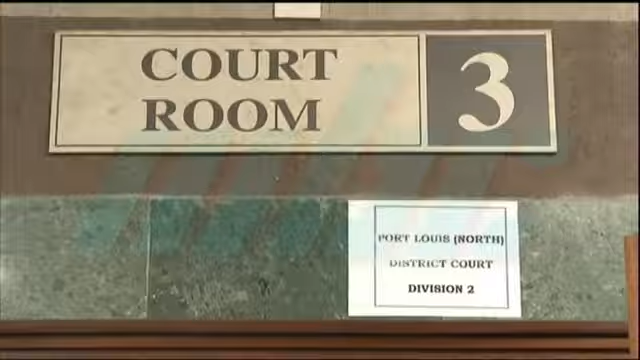 COURT
ROOM
3
PORT LOUIS (NORTH)
DISTRICT COURT
DIVISION 2